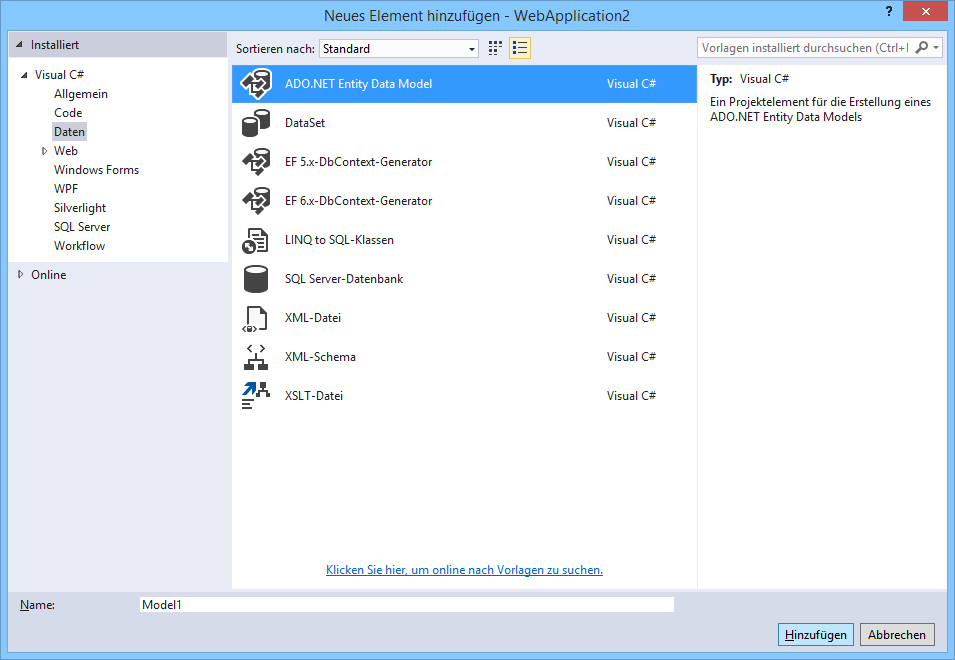 Neues Element hinzufügen - WebApplication2
?
Installiert
Visual C#
Allgemein
Code
Daten
Web
Windows Forms
WPF
Silverlight
SQL Server
Workflow
Online
Sortieren nach: Standard
ADO.NET Entity Data Model Visual C#
DataSet Visual C#
EF 5.x-DbContext-Generator Visual C#
EF 6.x-DbContext-Generator Visual C#
LINQ to SQL-Klassen Visual C#
SQL Server-Datenbank Visual C#
XML-Datei Visual C#
XML-Schema Visual C#
XSLT-Datei Visual C#
Klicken Sie hier, um online nach Vorlagen zu suchen.
Vorlagen installiert durchsuchen (Ctrl+
Typ: Visual C#
Ein Projektelement für die Erstellung eines
ADO.NET Entity Data Models
Name: Model1
Hinzufügen Abbrechen